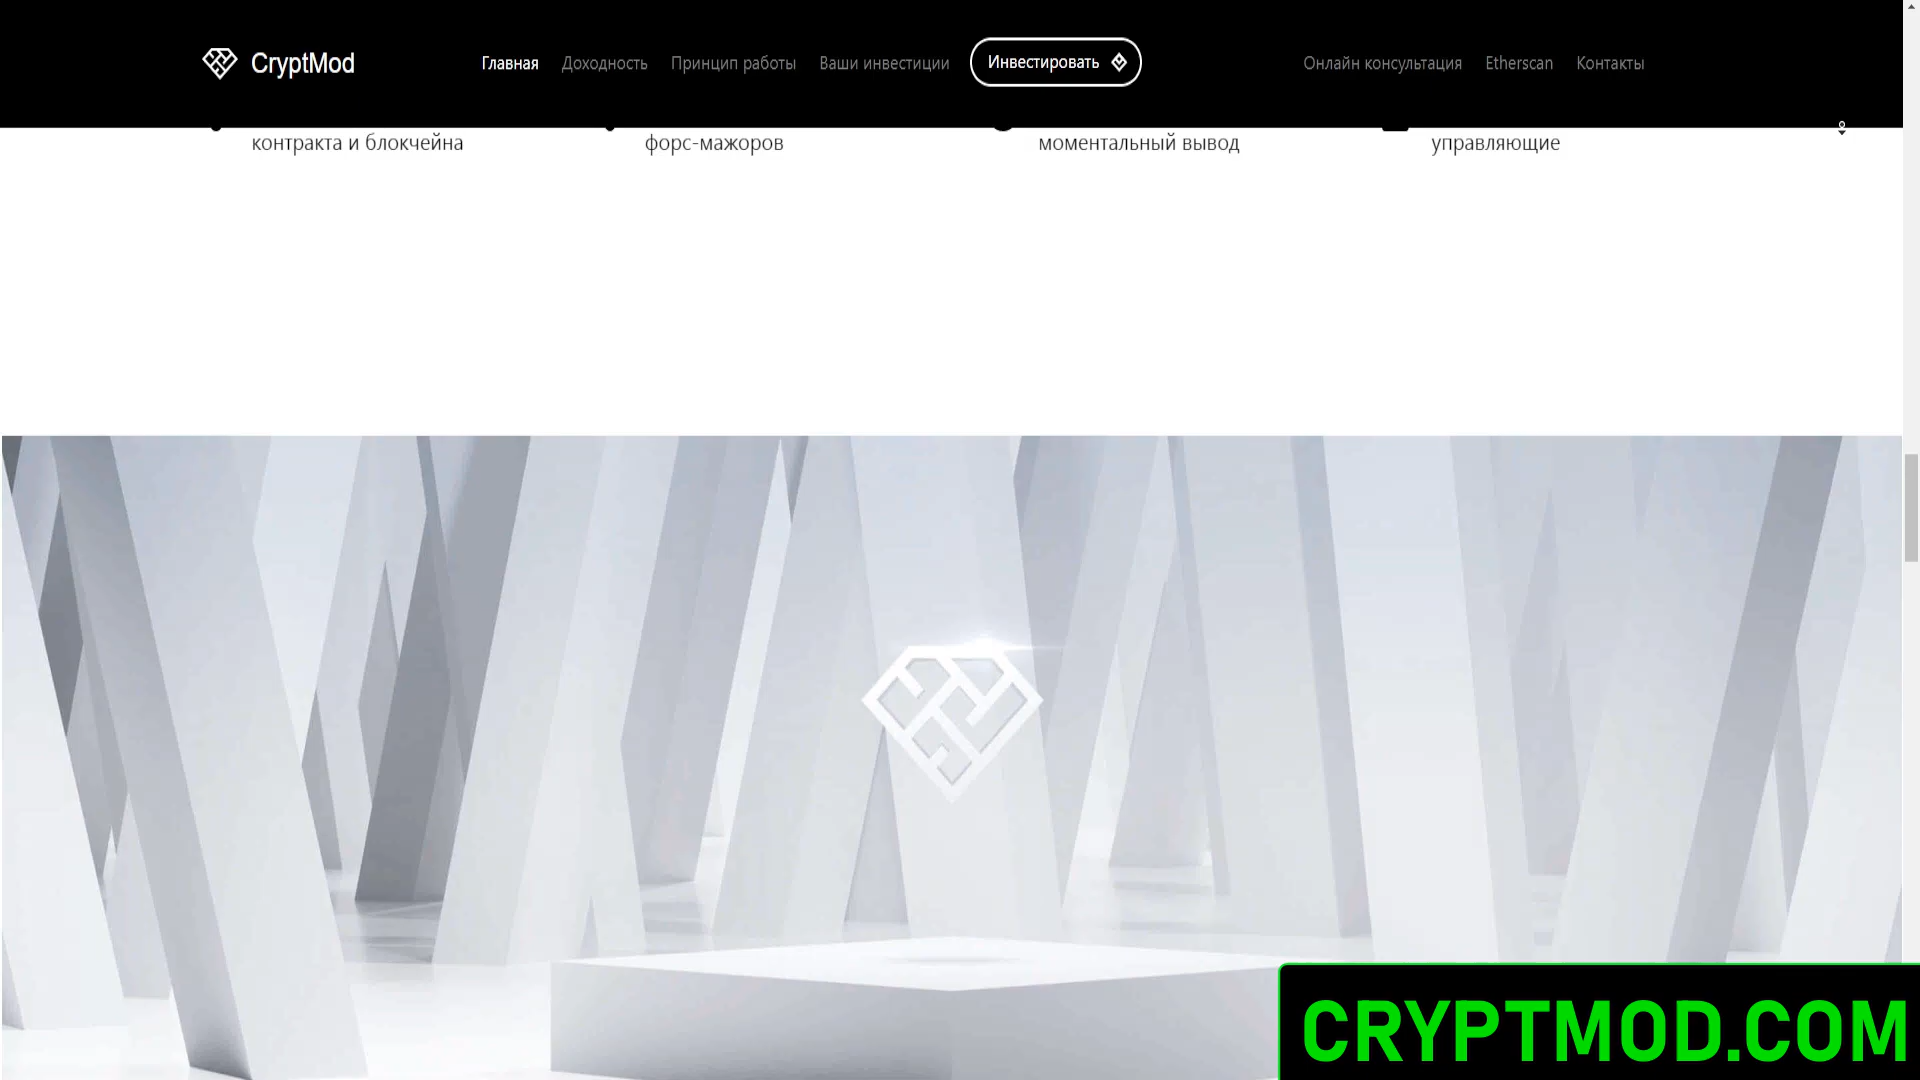 CryptMod
Главная Доходность Принцип работы Ваши инвестиции Инвестировать Онлайн консультация Etherscan Контакты
контракта и блокчейна
форс-мажоров
моментальный вывод
управляющие
CRYPTMOD.COM